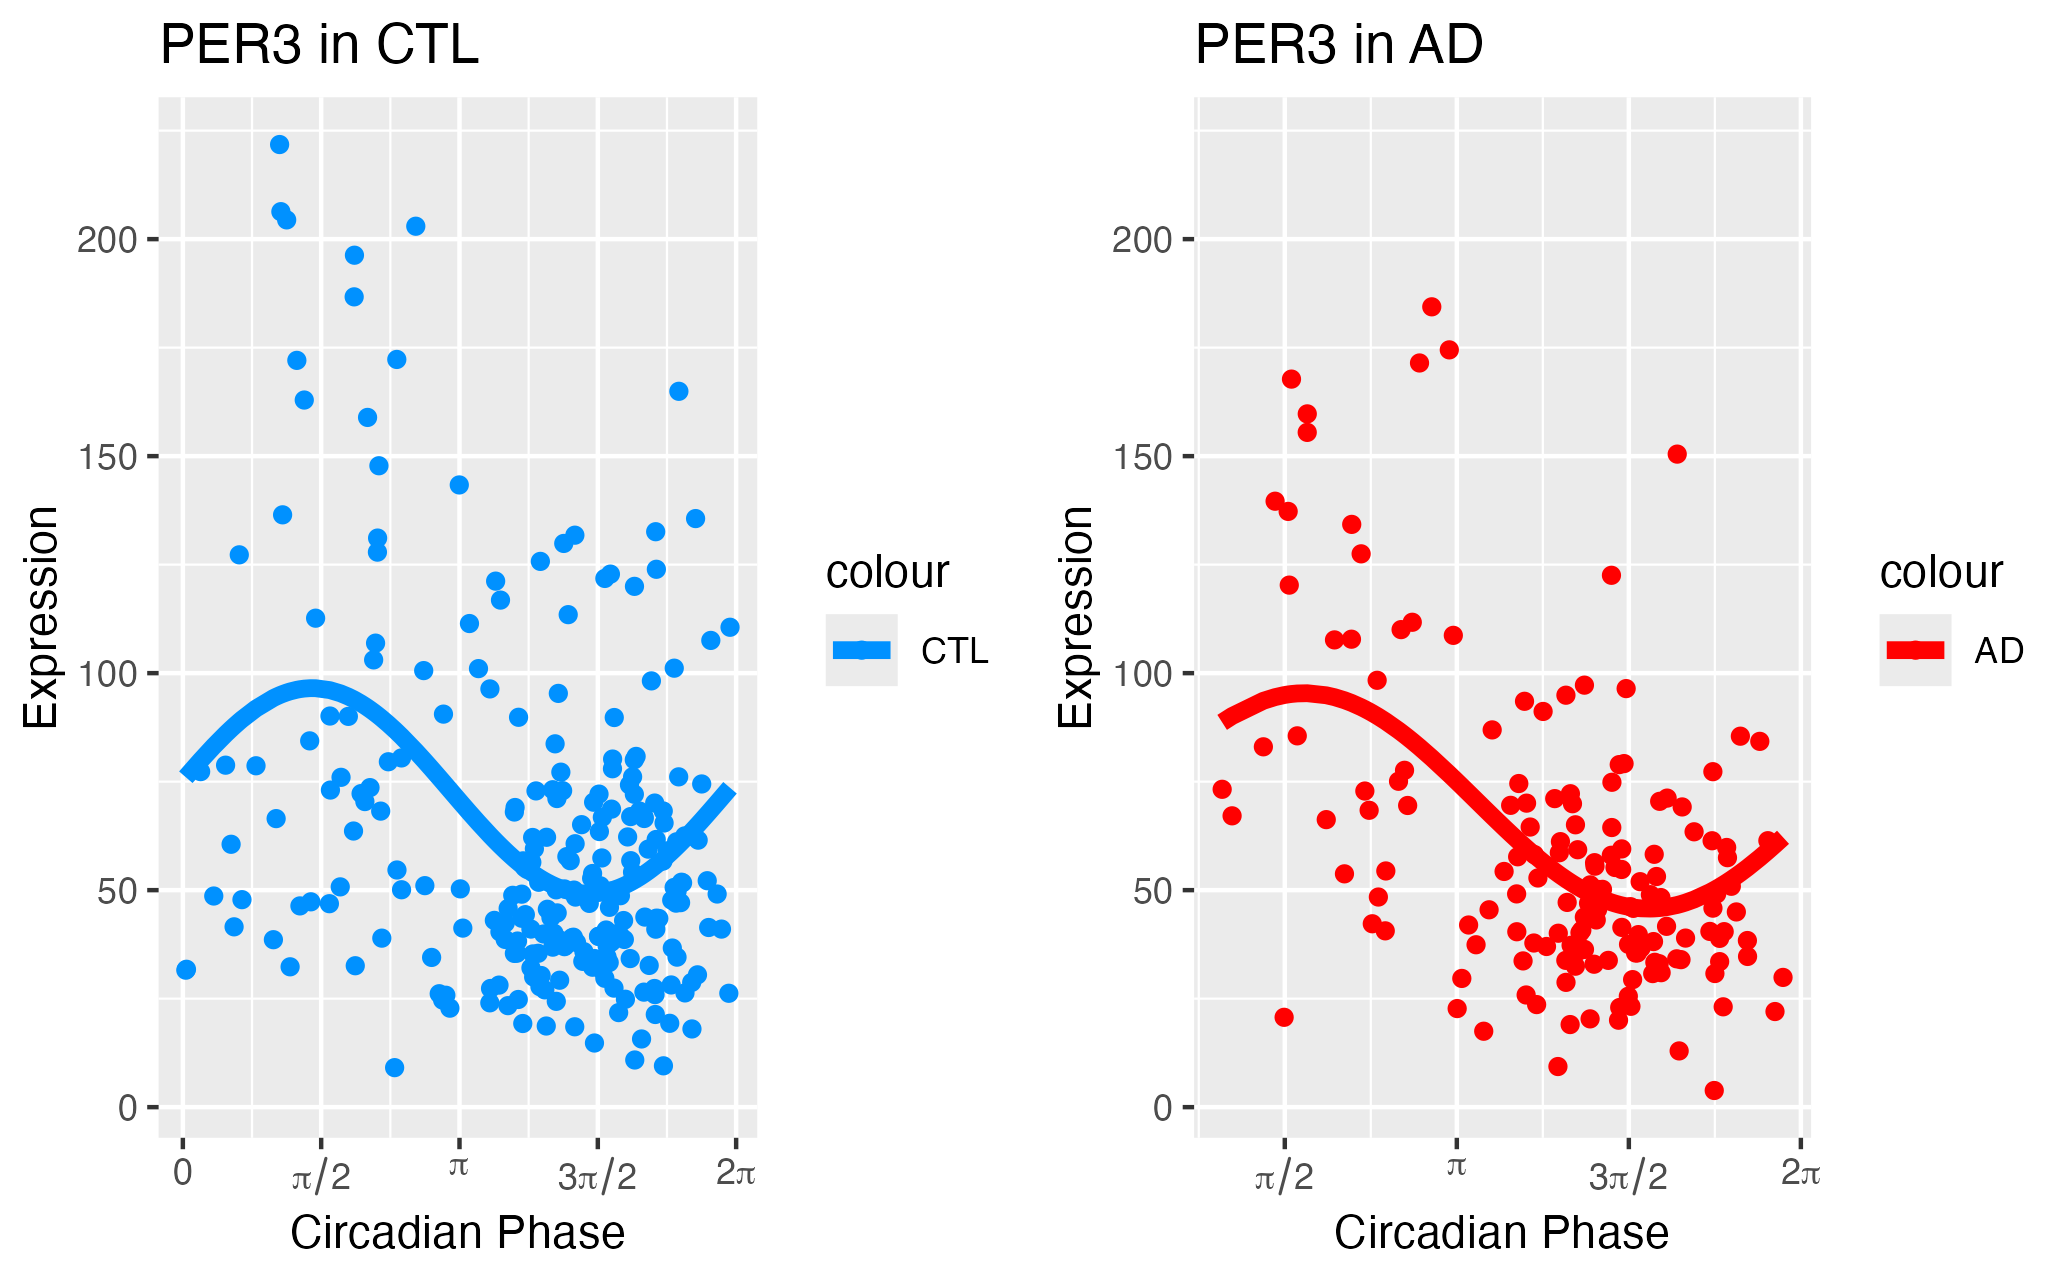 PER3 in CTL
200
150
100
50
0
Expression
0 π/2 π 3π/2 2π
Circadian Phase
colour
CTL
PER3 in AD
200
150
100
50
0
Expression
π/2 π 3π/2 2π
Circadian Phase
colour
AD